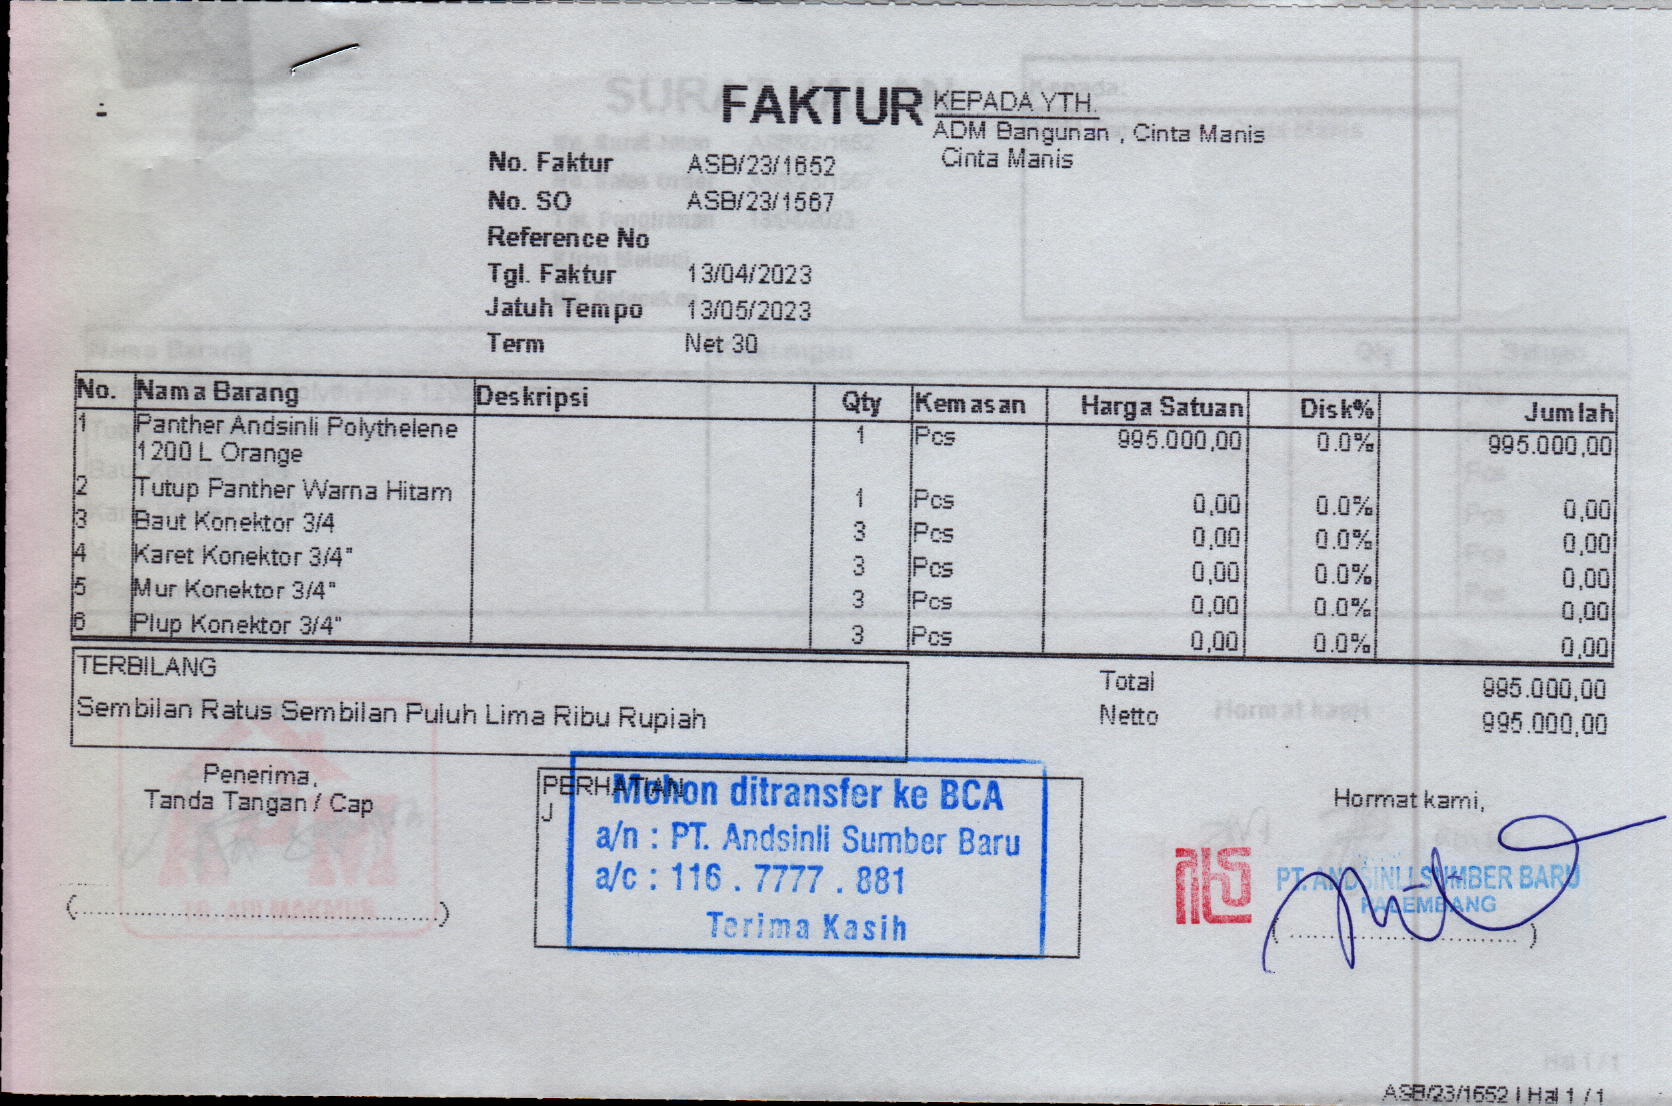 FAKTUR
KEPADA YTH.
ADM Bangunan , Cinta Manis
Cinta Manis
No. Faktur ASB/23/1652
No. SO ASB/23/1567
Reference No
Tgl. Faktur 13/04/2023
Jatuh Tempo 13/05/2023
Term Net 30
No. Nama Barang Deskripsi Qty Kemasan Harga Satuan Disk% Jumlah
1 Panther Andsinli Polythelene 1 Pcs 995.000,00 0.0% 995.000,00
1200 L Orange
2 Tutup Panther Warna Hitam 1 Pcs 0,00 0.0% 0,00
3 Baut Konektor 3/4 3 Pcs 0,00 0.0% 0,00
4 Karet Konektor 3/4" 3 Pcs 0,00 0.0% 0,00
5 Mur Konektor 3/4" 3 Pcs 0,00 0.0% 0,00
6 Plup Konektor 3/4" 3 Pcs 0,00 0.0% 0,00
TERBILANG
Sembilan Ratus Sembilan Puluh Lima Ribu Rupiah
Total 995.000,00
Netto 995.000,00
Penerima,
Tanda Tangan / Cap
PERHATIAN
J
Mohon ditransfer ke BCA
a/n : PT. Andsinli Sumber Baru
a/c : 116 . 7777 . 881
Terima Kasih
Hormat kami,
PT. ANDSINLI SUMBER BARU
PALEMBANG
ASB/23/1652 | Hal 1 / 1